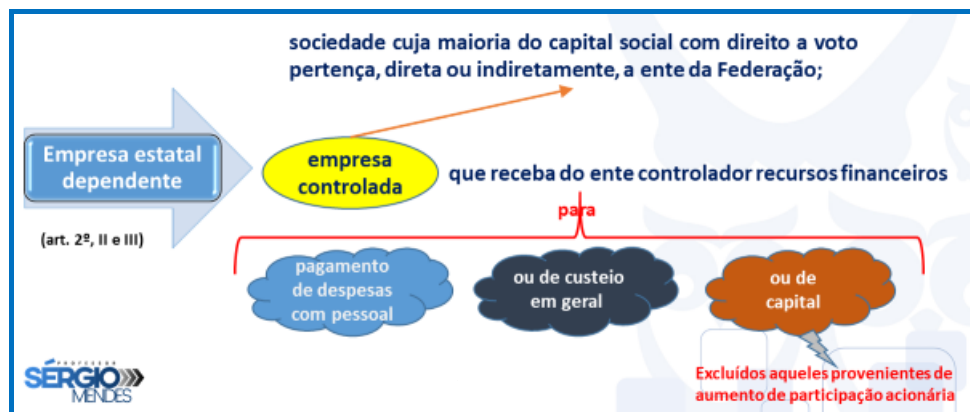 sociedade cuja maioria do capital social com direito a voto
pertença, direta ou indiretamente, a ente da Federação;
Empresa estatal
dependente
(art. 2º, II e III)
empresa
controlada
que receba do ente controlador recursos financeiros
para
pagamento
de despesas
com pessoal
ou de custeio
em geral
ou de
capital
Excluídos aqueles provenientes de
aumento de participação acionária
PROFESSOR
SÉRGIO
MENDES